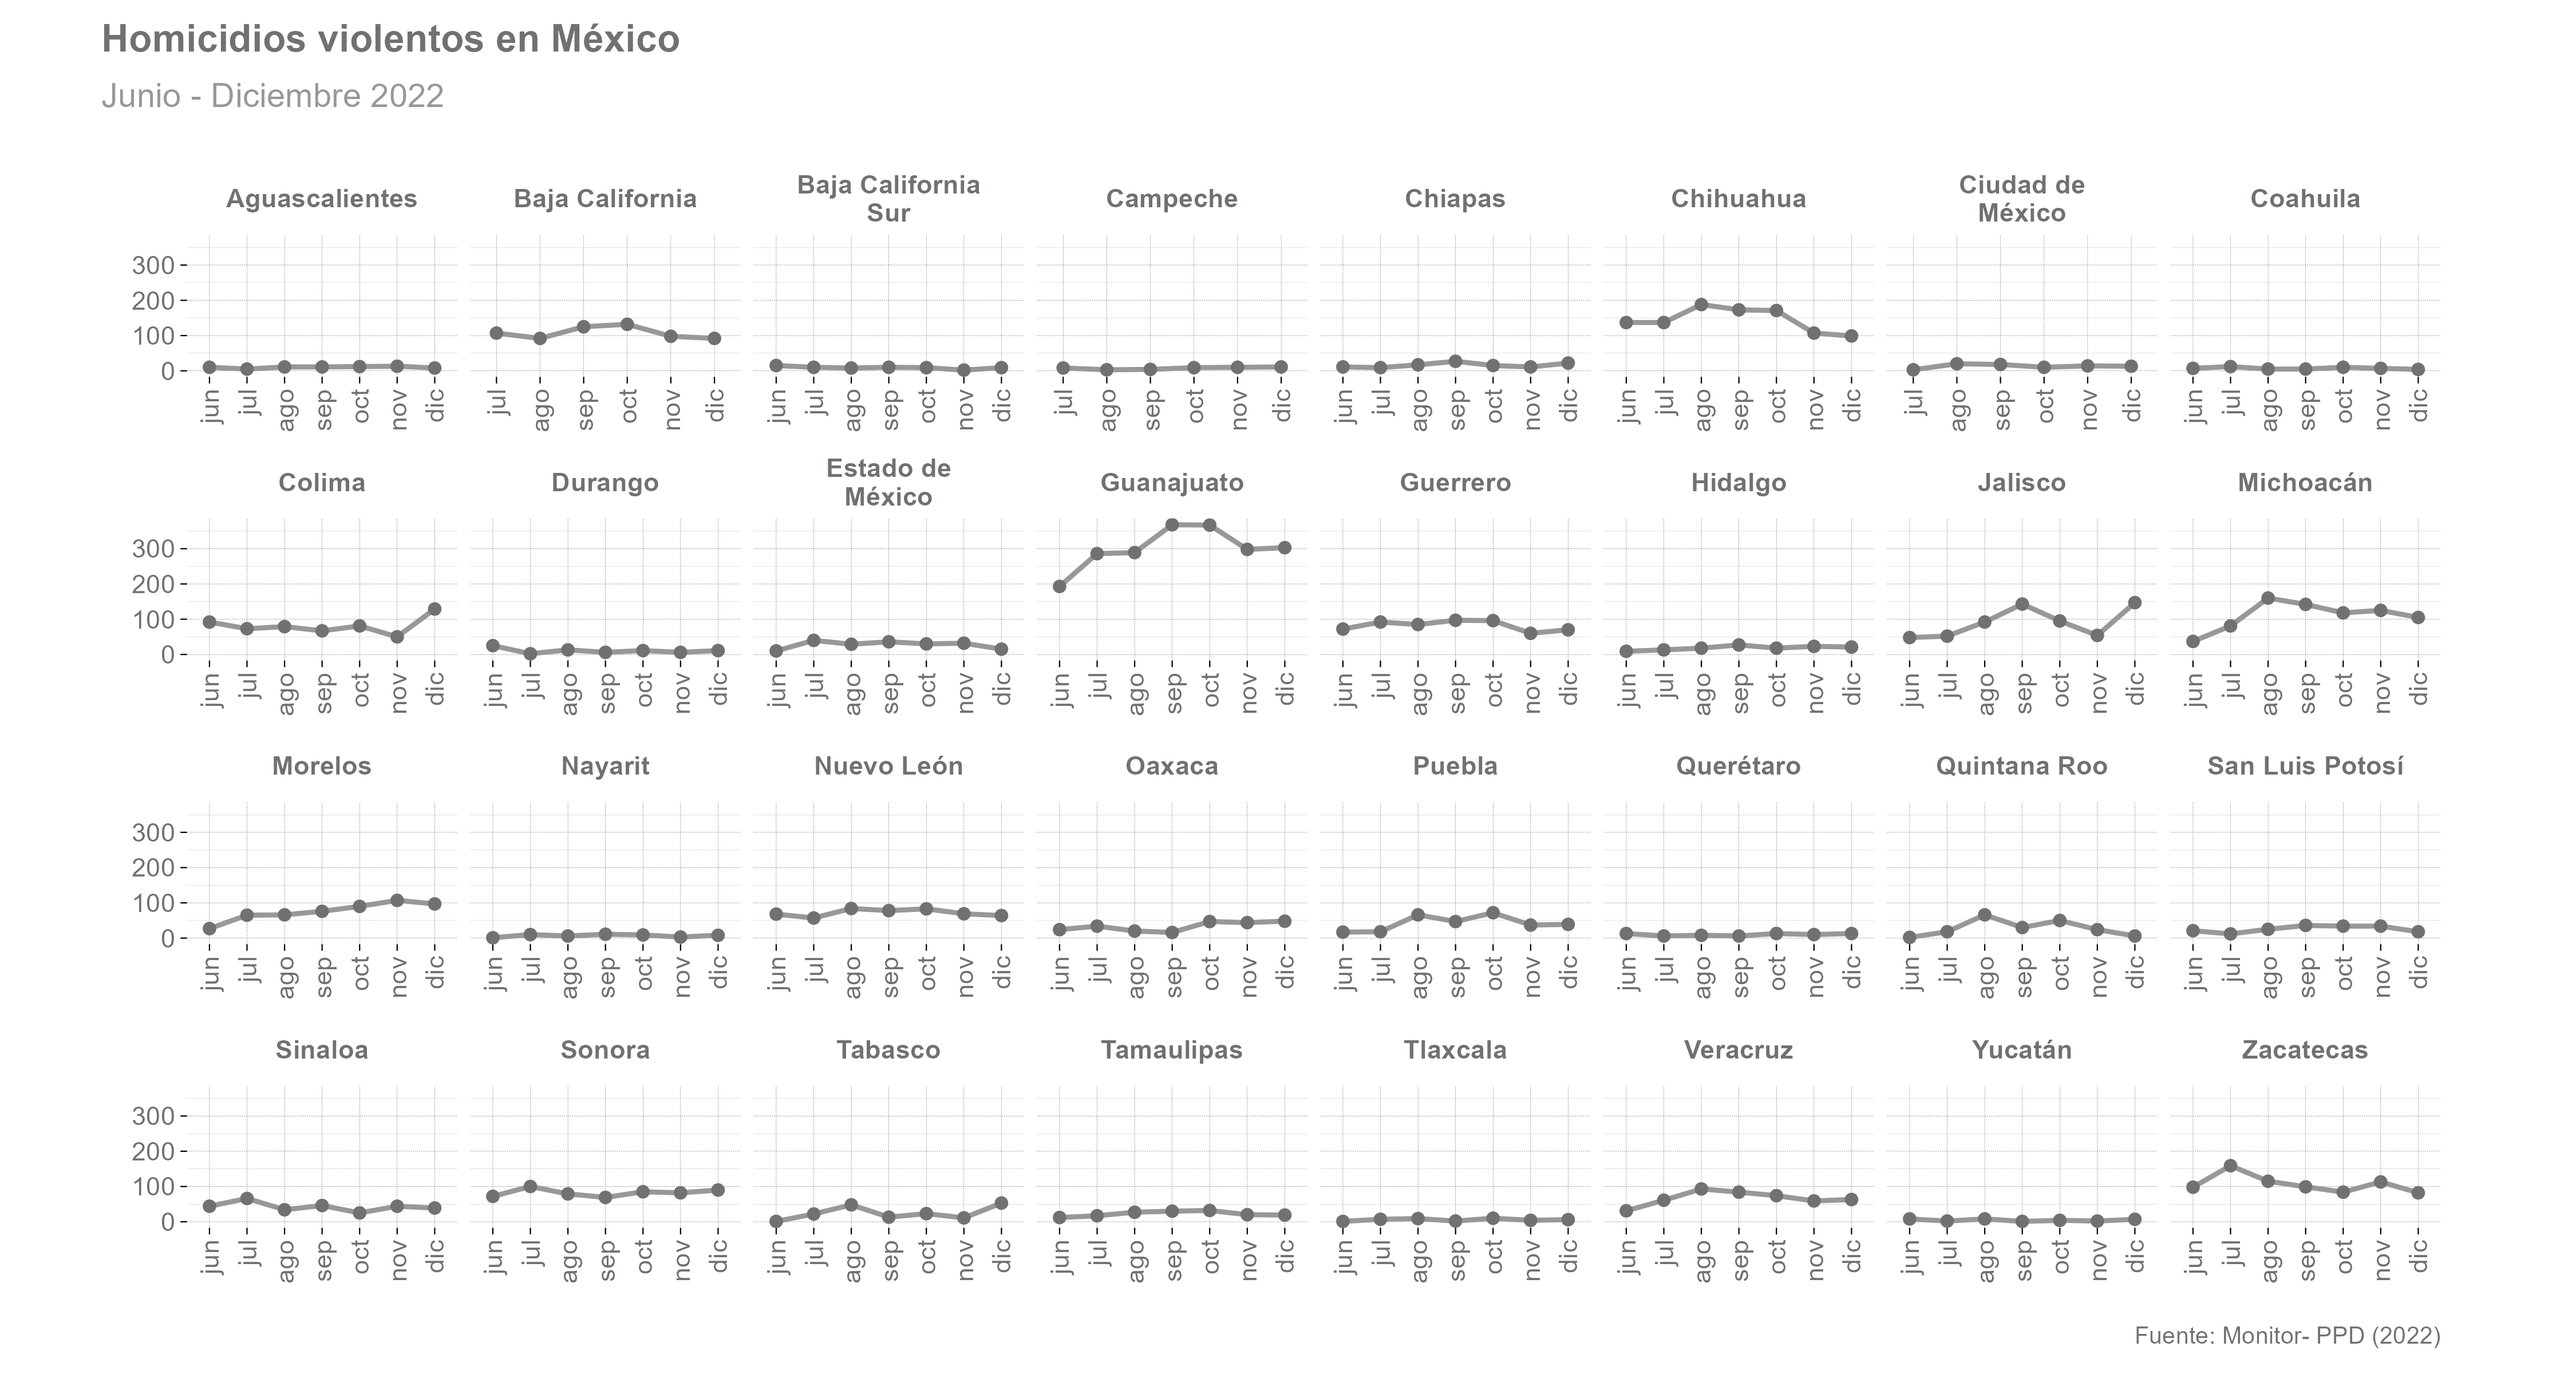 Homicidios violentos en México
Junio - Diciembre 2022
Aguascalientes
Baja California
Baja California
Sur
Campeche
Chiapas
Chihuahua
Ciudad de
México
Coahuila
300
200
100
0
jun jul ago sep oct nov dic
jul ago sep oct nov dic
jun jul ago sep oct nov dic
jul ago sep oct nov dic
jun jul ago sep oct nov dic
jun jul ago sep oct nov dic
jul ago sep oct nov dic
jun jul ago sep oct nov dic
Colima
Durango
Estado de
México
Guanajuato
Guerrero
Hidalgo
Jalisco
Michoacán
300
200
100
0
jun jul ago sep oct nov dic
jun jul ago sep oct nov dic
jun jul ago sep oct nov dic
jun jul ago sep oct nov dic
jun jul ago sep oct nov dic
jun jul ago sep oct nov dic
jun jul ago sep oct nov dic
jun jul ago sep oct nov dic
Morelos
Nayarit
Nuevo León
Oaxaca
Puebla
Querétaro
Quintana Roo
San Luis Potosí
300
200
100
0
jun jul ago sep oct nov dic
jun jul ago sep oct nov dic
jun jul ago sep oct nov dic
jun jul ago sep oct nov dic
jun jul ago sep oct nov dic
jun jul ago sep oct nov dic
jun jul ago sep oct nov dic
jun jul ago sep oct nov dic
Sinaloa
Sonora
Tabasco
Tamaulipas
Tlaxcala
Veracruz
Yucatán
Zacatecas
300
200
100
0
jun jul ago sep oct nov dic
jun jul ago sep oct nov dic
jun jul ago sep oct nov dic
jun jul ago sep oct nov dic
jun jul ago sep oct nov dic
jun jul ago sep oct nov dic
jun jul ago sep oct nov dic
jun jul ago sep oct nov dic
Fuente: Monitor- PPD (2022)